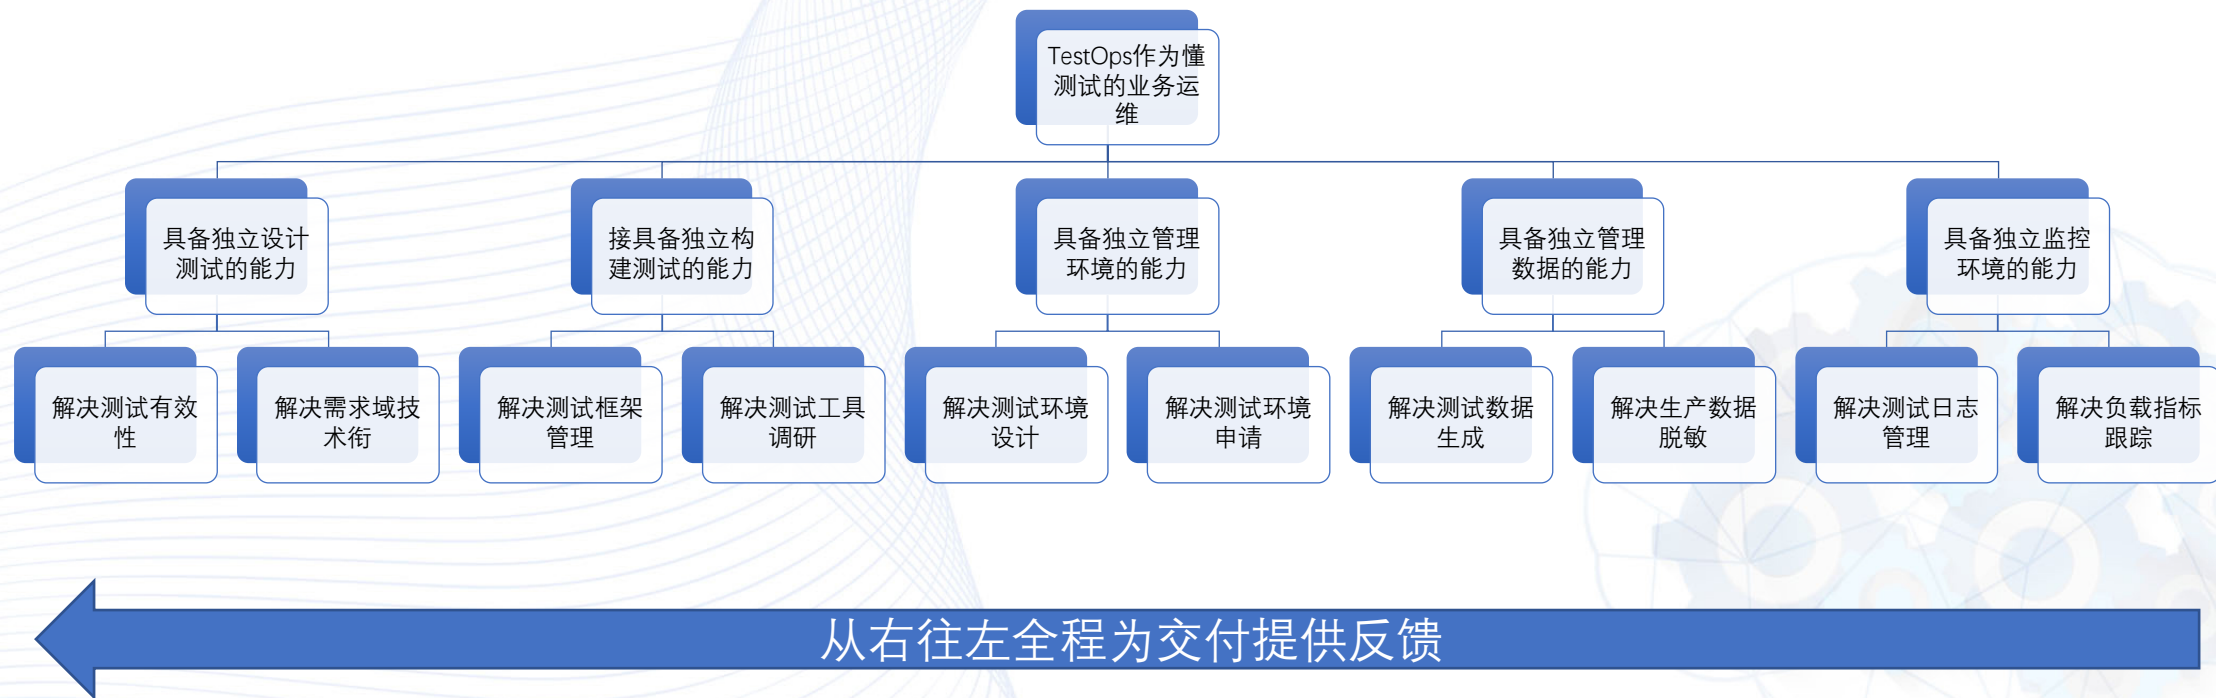 TestOps作为懂
测试的业务运
维
具备独立设计
测试的能力
接具备独立构
建测试的能力
具备独立管理
环境的能力
具备独立管理
数据的能力
具备独立监控
环境的能力
解决测试有效
性
解决需求域技
术衔
解决测试框架
管理
解决测试工具
调研
解决测试环境
设计
解决测试环境
申请
解决测试数据
生成
解决生产数据
脱敏
解决测试日志
管理
解决负载指标
跟踪
从右往左全程为交付提供反馈